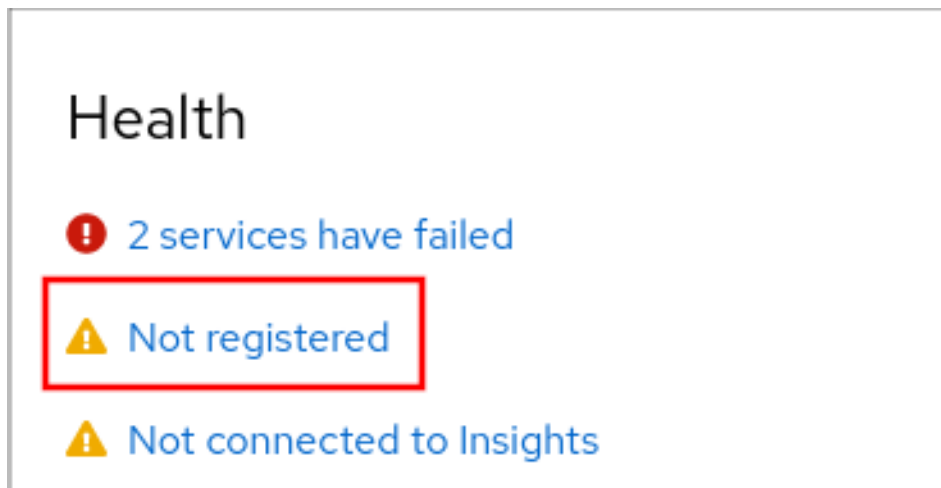 Health
2 services have failed
Not registered
Not connected to Insights